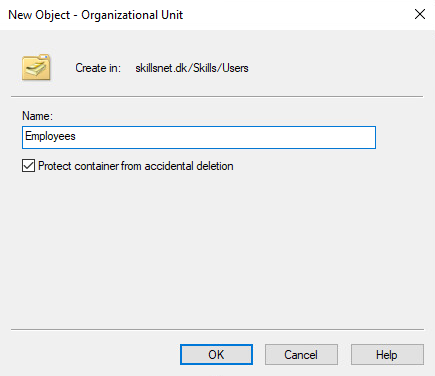 New Object - Organizational Unit
Create in: skillsnet.dk/Skills/Users
Name:
Employees
Protect container from accidental deletion
OK Cancel Help